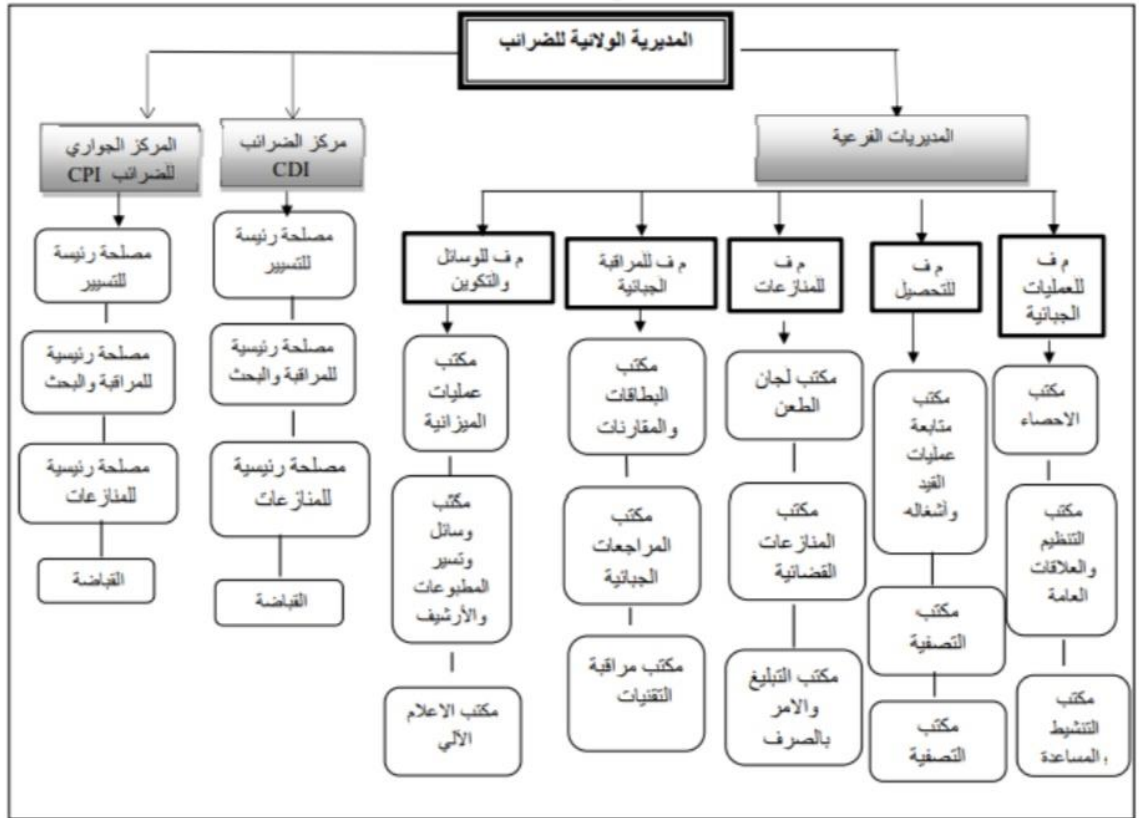 المديرية الولائية للضرائب
المديريات الفرعية
مركز الضرائب
CDI
المركز الجواري
للضرائب CPI
م ف
للعمليات
الجبائية
م ف
للتحصيل
م ف
للمنازعات
م ف للمراقبة
الجبائية
م ف للوسائل
والتكوين
مصلحة رئيسة
للتسيير
مصلحة رئيسة
للتسيير
مكتب
الاحصاء
مكتب
متابعة
عمليات
القيد
وأشغاله
مكتب لجان
الطعن
مكتب
البطاقات
والمقارنات
مكتب
عمليات
الميزانية
مصلحة رئيسية
للمراقبة والبحث
مصلحة رئيسية
للمراقبة والبحث
مكتب
التنظيم
والعلاقات
العامة
مكتب
التصفية
مكتب
المنازعات
القضائية
مكتب
المراجعات
الجبائية
مكتب
وسائل
وتسير
المطبوعات
والأرشيف
مصلحة رئيسية
للمنازعات
مصلحة رئيسية
للمنازعات
مكتب
التنشيط
والمساعدة
مكتب
التصفية
مكتب التبليغ
والامر
بالصرف
مكتب مراقبة
التقنيات
مكتب الاعلام
الآلي
القباضة
القباضة